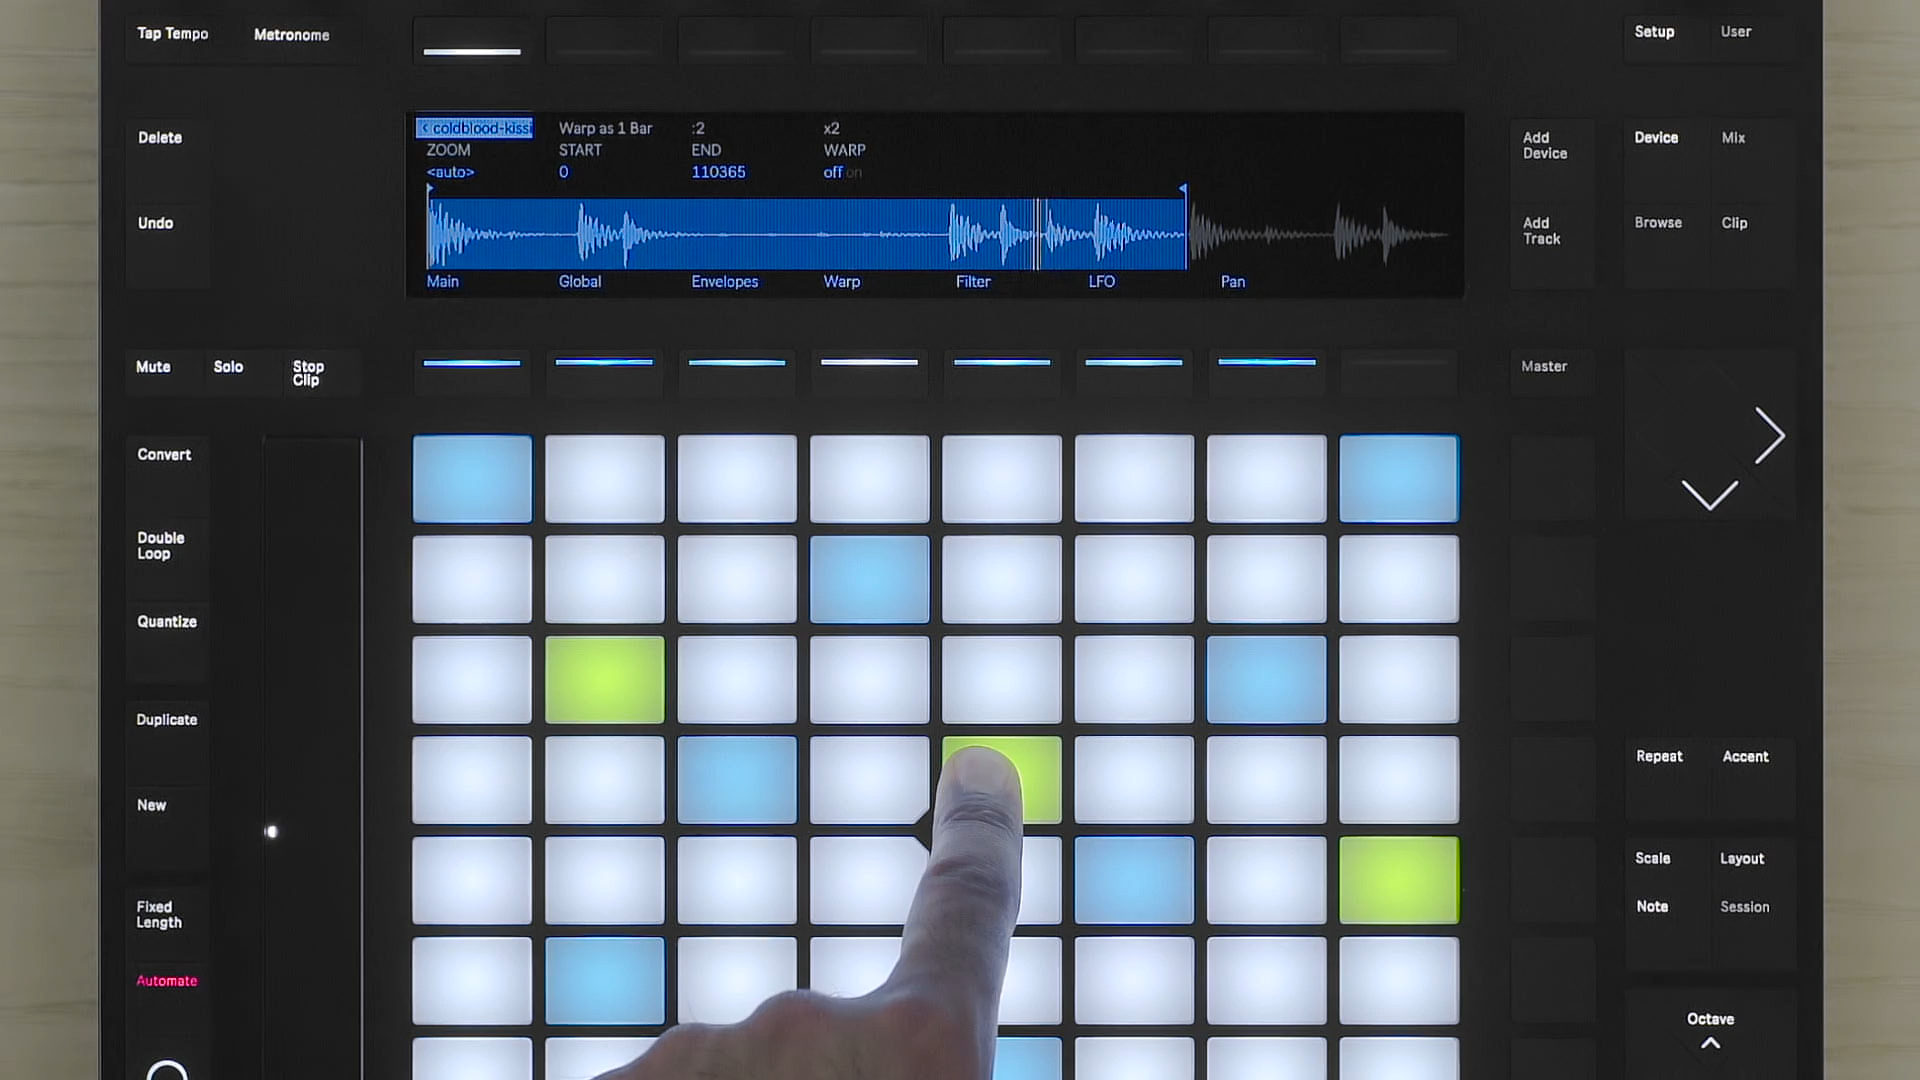 Tap Tempo
Metronome
Setup
User
Delete
Undo
‹ coldblood-kissi
Warp as 1 Bar
:2
x2
ZOOM
START
END
WARP
<auto>
0
110365
off on
Main
Global
Envelopes
Warp
Filter
LFO
Pan
Add
Device
Add
Track
Device
Mix
Browse
Clip
Mute
Solo
Stop
Clip
Master
Convert
Double
Loop
Quantize
Duplicate
New
Fixed
Length
Automate
Repeat
Accent
Scale
Layout
Note
Session
Octave